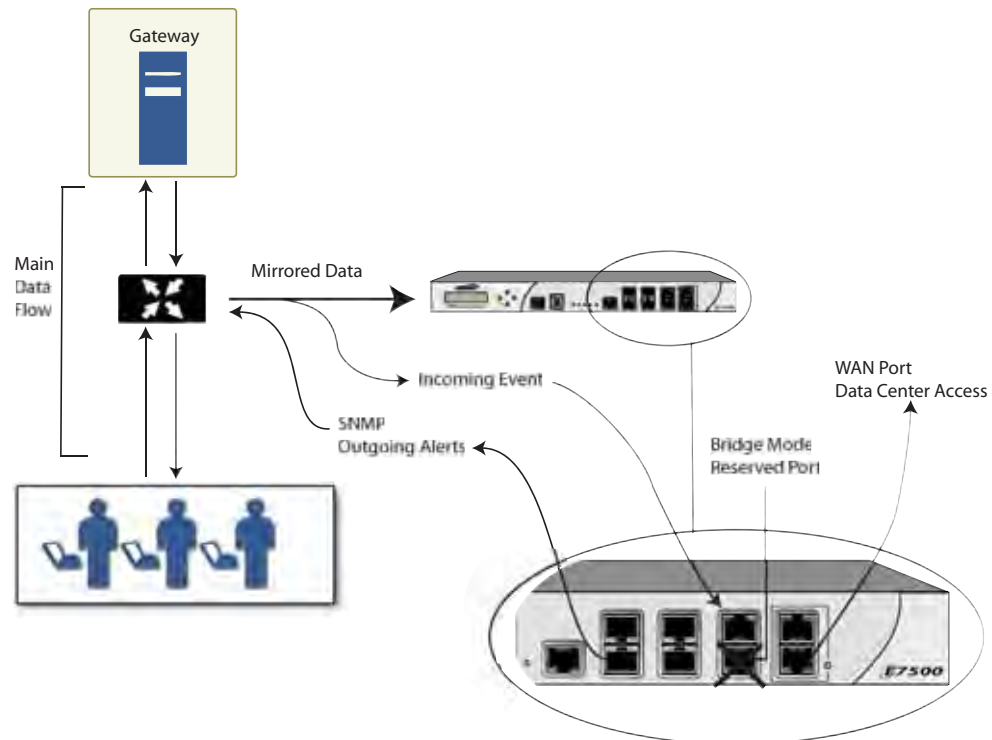 Gateway
Main
Data
Flow
Mirrored Data
Incoming Event
SNMP
Outgoing Alerts
WAN Port
Data Center Access
Bridge Mode
Reserved Port
E7500